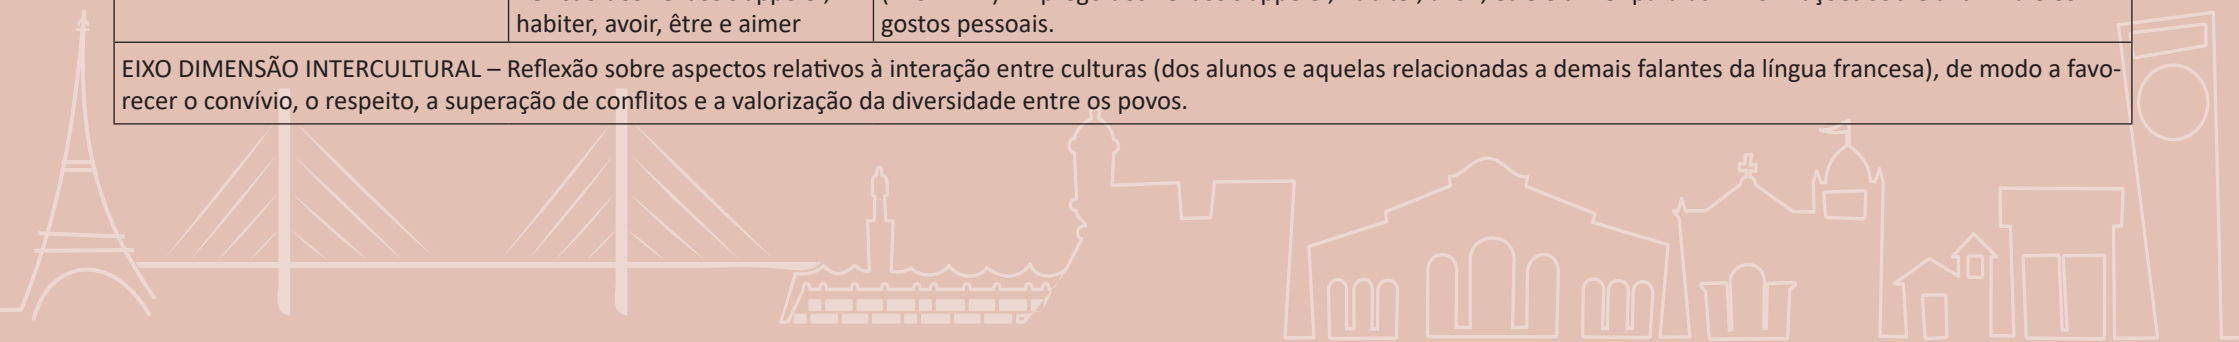 habiter, avoir, être e aimer
gostos pessoais.
EIXO DIMENSÃO INTERCULTURAL – Reflexão sobre aspectos relativos à interação entre culturas (dos alunos e aquelas relacionadas a demais falantes da língua francesa), de modo a favo-
recer o convívio, o respeito, a superação de conflitos e a valorização da diversidade entre os povos.